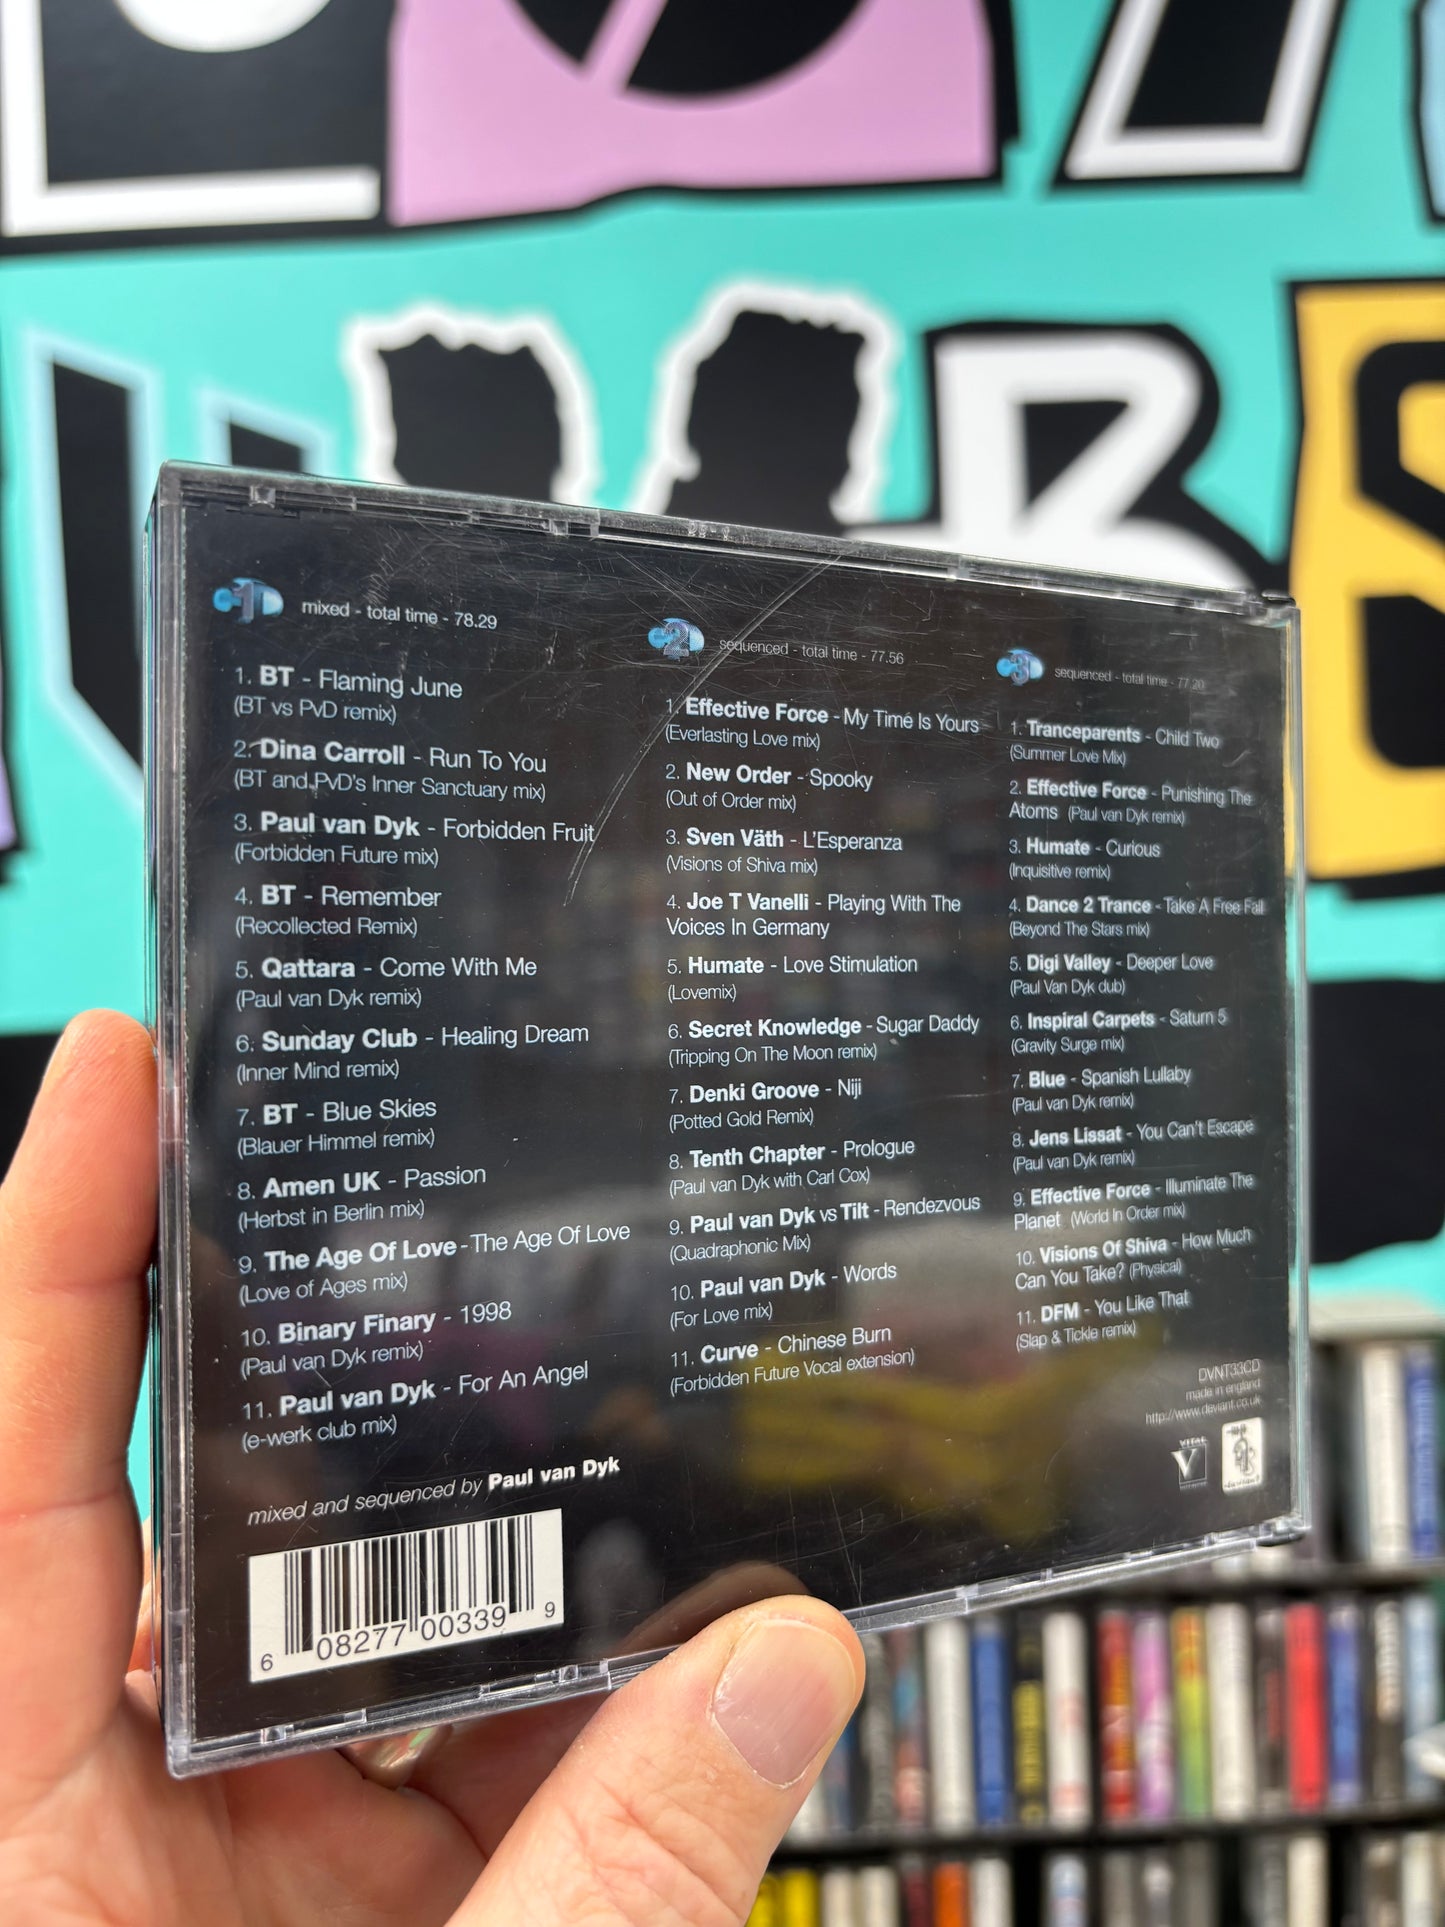 1 mixed - total time - 78.29
1. BT - Flaming June
(BT vs PvD remix)
2. Dina Carroll - Run To You
(BT and PvD's Inner Sanctuary mix)
3. Paul van Dyk - Forbidden Fruit
(Forbidden Future mix)
4. BT - Remember
(Recollected Remix)
5. Qattara - Come With Me
(Paul van Dyk remix)
6. Sunday Club - Healing Dream
(Inner Mind remix)
7. BT - Blue Skies
(Blauer Himmel remix)
8. Amen UK - Passion
(Herbst in Berlin mix)
9. The Age Of Love - The Age Of Love
(Love of Ages mix)
10. Binary Finary - 1998
(Paul van Dyk remix)
11. Paul van Dyk - For An Angel
(e-werk club mix)
mixed and sequenced by Paul van Dyk
6 08277 00339 9
2 sequenced - total time - 77.56
1. Effective Force - My Time Is Yours
(Everlasting Love mix)
2. New Order - Spooky
(Out of Order mix)
3. Sven Väth - L'Esperanza
(Visions of Shiva mix)
4. Joe T Vanelli - Playing With The
Voices In Germany
5. Humate - Love Stimulation
(Lovemix)
6. Secret Knowledge - Sugar Daddy
(Tripping On The Moon remix)
7. Denki Groove - Niji
(Potted Gold Remix)
8. Tenth Chapter - Prologue
(Paul van Dyk with Carl Cox)
9. Paul van Dyk vs Tilt - Rendezvous
(Quadraphonic Mix)
10. Paul van Dyk - Words
(For Love mix)
11. Curve - Chinese Burn
(Forbidden Future Vocal extension)
3 sequenced - total time - 77.20
1. Tranceparents - Child Two
(Summer Love Mix)
2. Effective Force - Punishing The
Atoms (Paul van Dyk remix)
3. Humate - Curious
(Inquisitive remix)
4. Dance 2 Trance - Take A Free Fall
(Beyond The Stars mix)
5. Digi Valley - Deeper Love
(Paul Van Dyk dub)
6. Inspiral Carpets - Saturn 5
(Gravity Surge mix)
7. Blue - Spanish Lullaby
(Paul van Dyk remix)
8. Jens Lissat - You Can't Escape
(Paul van Dyk remix)
9. Effective Force - Illuminate The
Planet (World In Order mix)
10. Visions Of Shiva - How Much
Can You Take? (Physical)
11. DFM - You Like That
(Slap & Tickle remix)
DVNT33CD
made in england
http://www.deviant.co.uk
VITAL
V